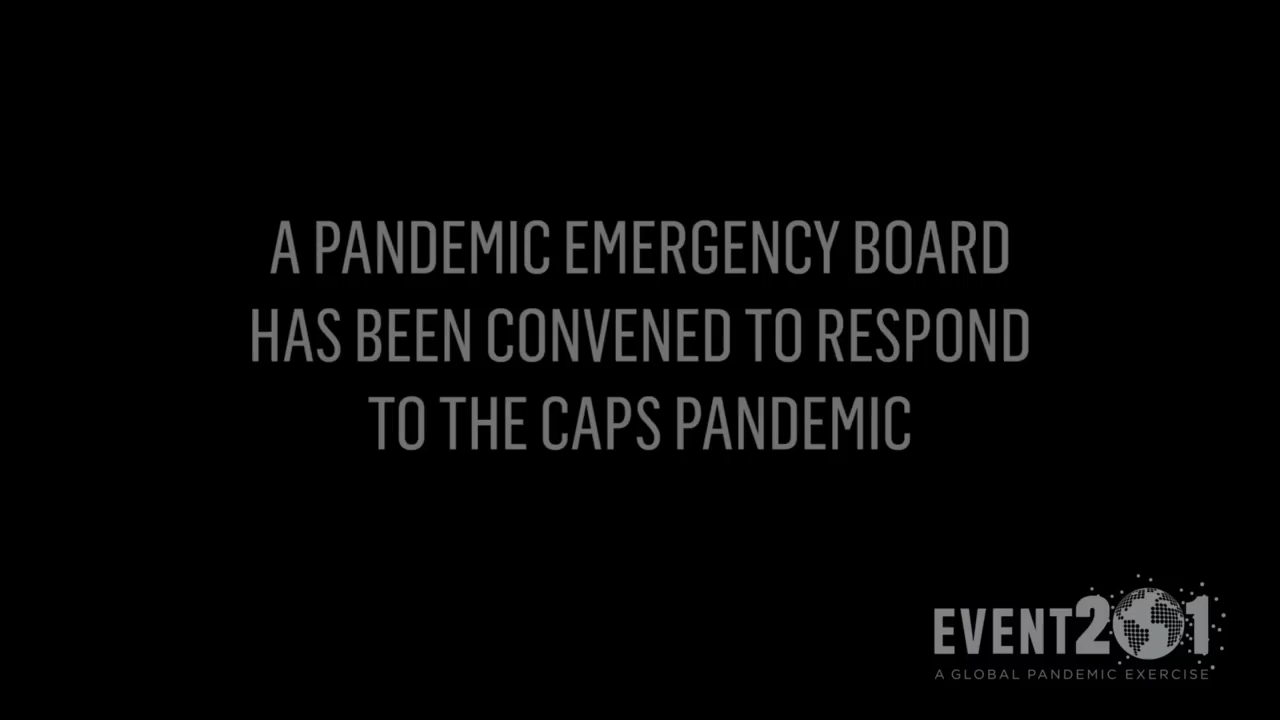 A PANDEMIC EMERGENCY BOARD
HAS BEEN CONVENED TO RESPOND
TO THE CAPS PANDEMIC
EVENT201
A GLOBAL PANDEMIC EXERCISE